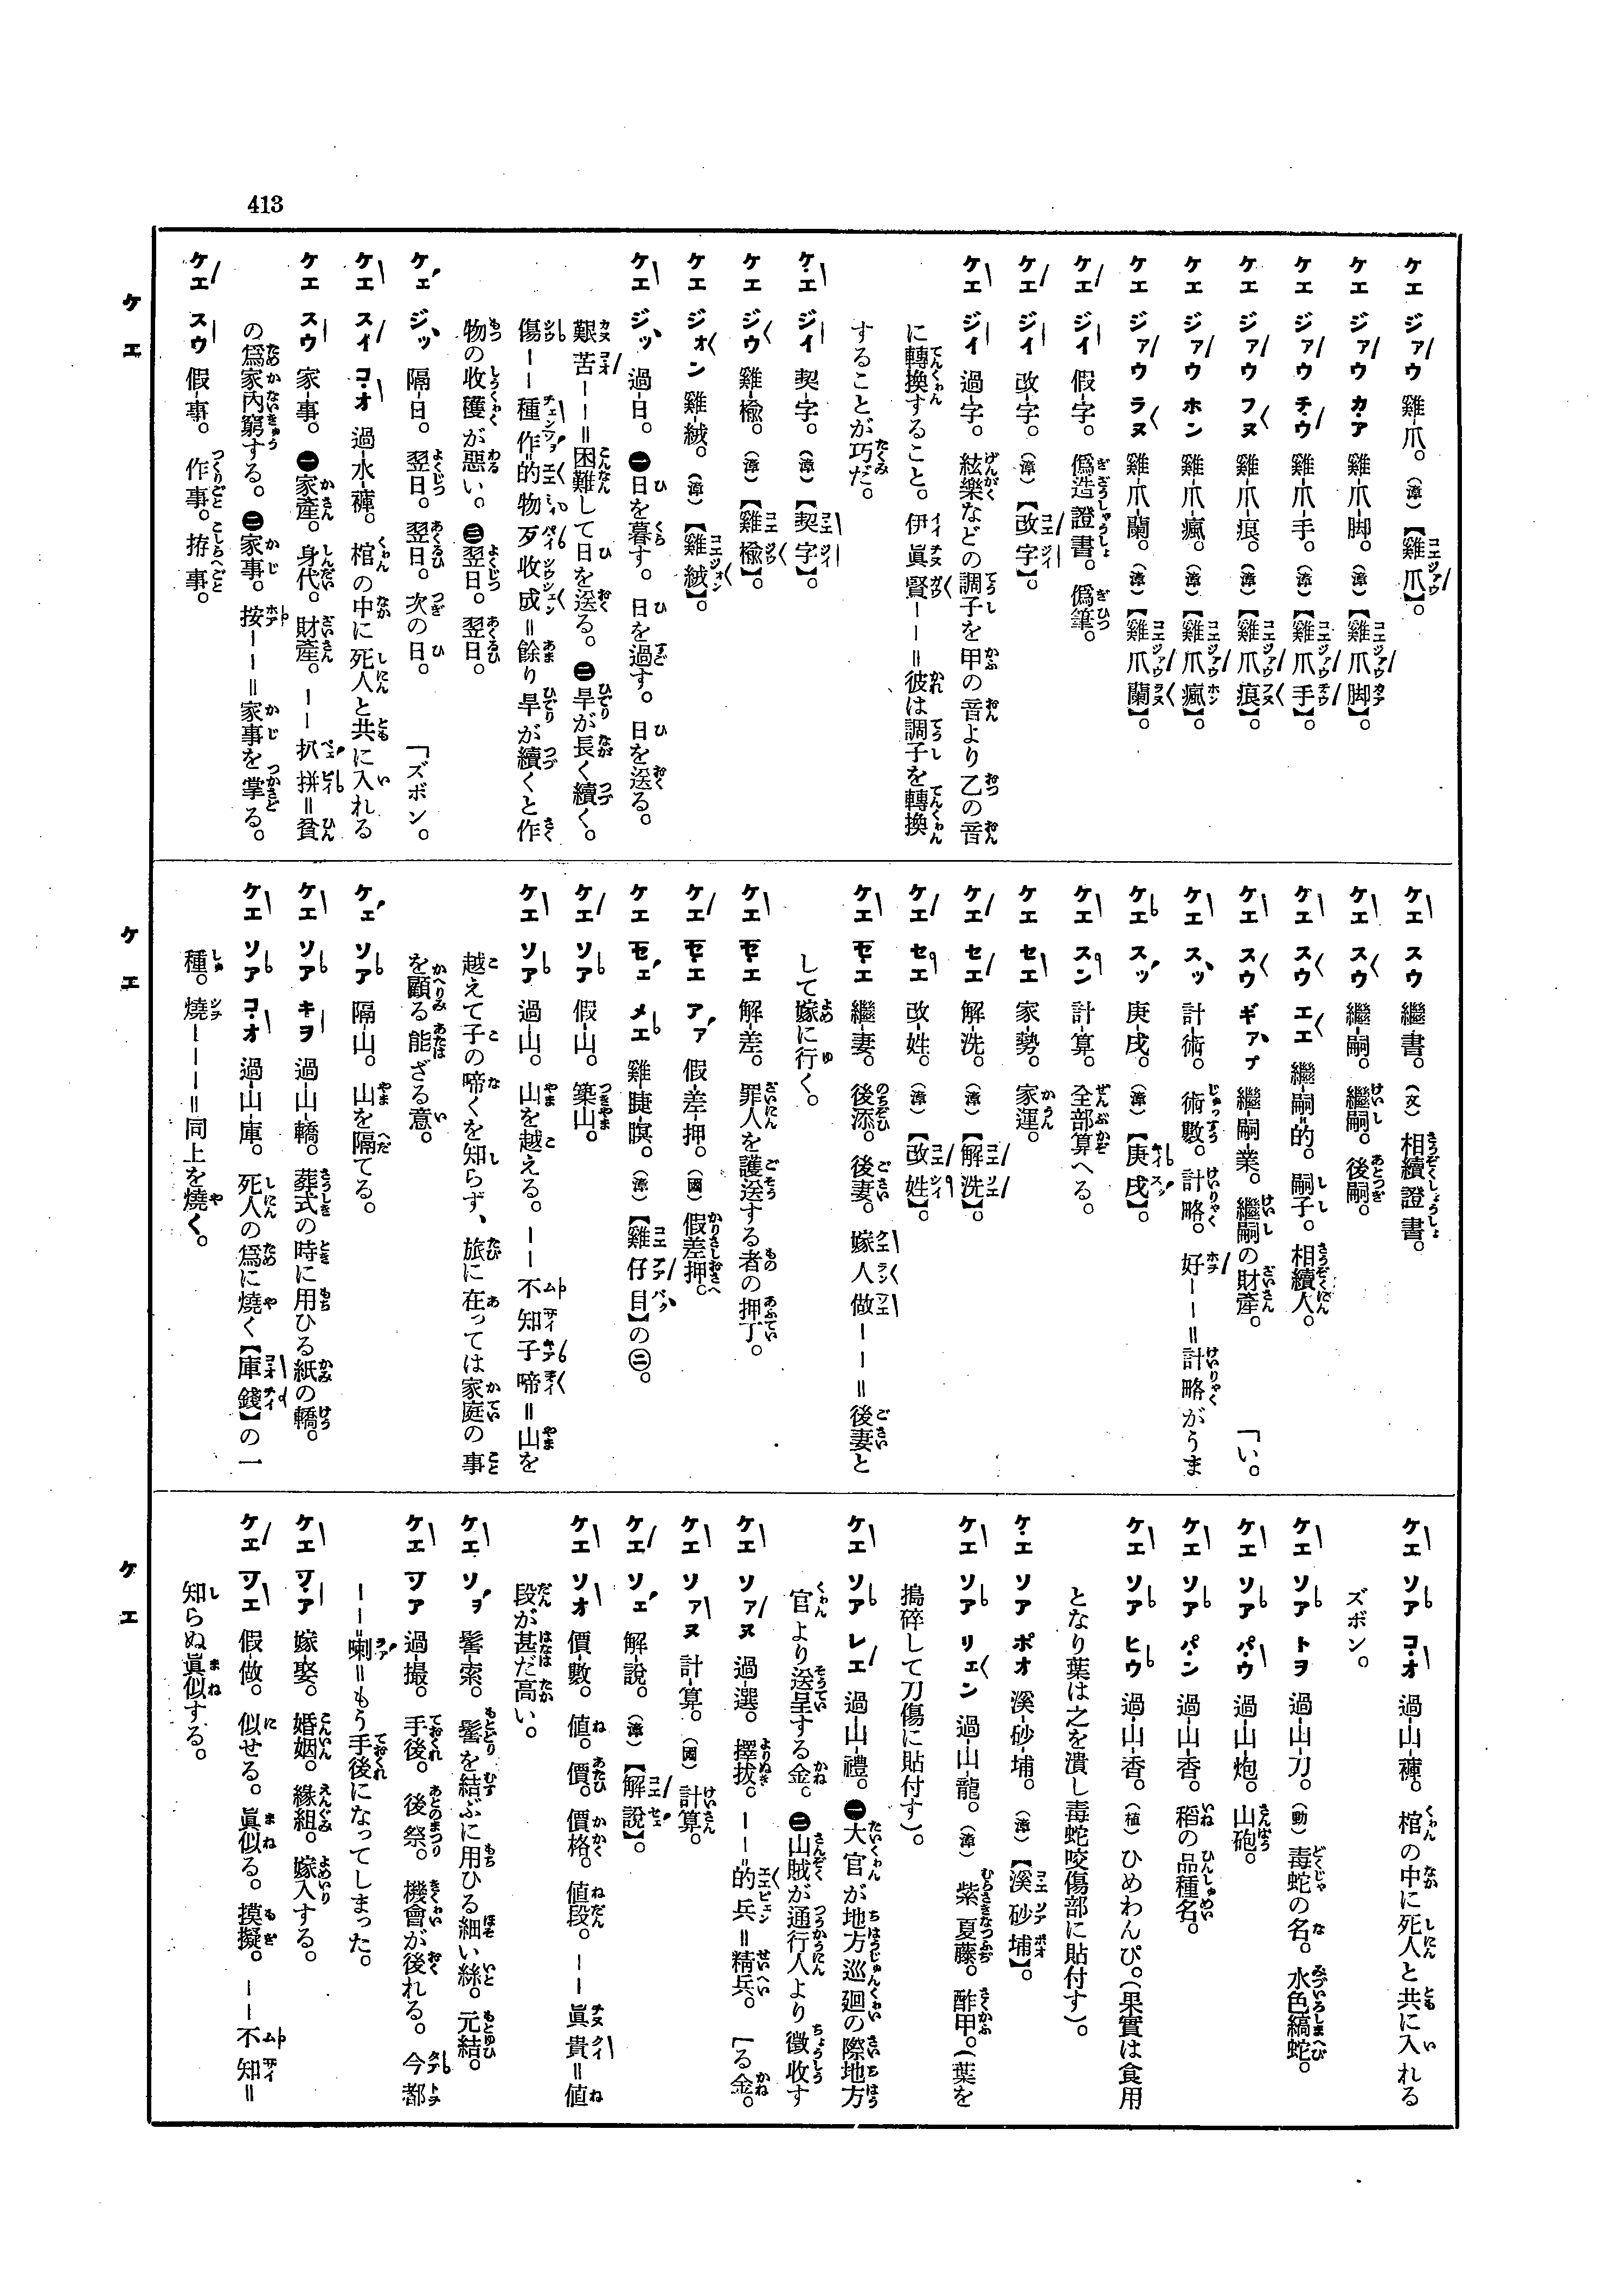 413
ケエ ジアウ 雞-爪。(漳)【雞爪】。
ケエ ジアウ カア 雞-爪-脚。(漳)【雞爪脚】。
ケエ ジアウ チウ 雞-爪-手。(漳)【雞爪手】。
ケエ ジアウ フヌ 雞-爪-痕。(漳)【雞爪痕】。
ケエ ジアウ ホン 雞-爪-瘋。(漳)【雞爪瘋】。
ケエ ジアウ ラヌ 雞-爪-蘭。(漳)【雞爪蘭】。
ケエ ジイ 假-字。 僞造證書。僞筆。
ケエ ジイ 改-字。(漳)【改字】。
ケエ ジイ 過-字。 絃樂などの調子を甲の音より乙の音
に轉換すること。伊眞賢――=彼は調子を轉換
することが巧だ。
ケエ ジイ 契-字。(漳)【契字】。
ケエ ジウ 雞-楡。(漳)【雞楡】。
ケエ ジオン 雞-絨。(漳)【雞絨】。
ケエ ジッ 過-日。 ㊀日を暮す。日を過す。日を送る。
艱苦――=困難して日を送る。㊁旱が長く續く。
傷――種作的物歹收成=餘り旱が續くと作
物の收穫が惡い。㊂翌日。翌日。
ケエ ジッ 隔-日。 翌日。翌日。次の日。 「ズボン。
ケエ スイ コオ 過-水-褲。 棺の中に死人と共に入れる
ケエ スウ 家-事。 ㊀家產。身代。財產。――扒拼=貧
の爲家內窮する。㊁家事。按――=家事を掌る。
ケエ スウ 假-事。 作事。拵事。
ケエ スウ 繼-書。(文)相續證書。
ケエ スウ 繼-嗣。 繼嗣。後嗣。
ケエ スウ エエ 繼-嗣=的。 嗣子。相續人。
ケエ スウ ギアプ 繼-嗣-業。 繼嗣の財產。 「い。
ケエ スッ 計-術。 術數。計略。好――=計略がうま
ケエ スッ 庚-戌。(漳)【庚戌】。
ケエ スン 計-算。 全部算へる。
ケエ セエ 家-勢。 家運。
ケエ セエ 解-洗。(漳)【解洗】。
ケエ セエ 改-姓。(漳)【改姓】。
ケエ セエ 繼-妻。 後添。後妻。嫁人做――=後妻と
して嫁に行く。
ケエ セエ 解-差。 罪人を護送する者の押丁。
ケエ セエ アァ 假-差-押。(國)假差押。
ケエ セエ メエ 雞-睫-瞑。(漳)【雞仔目】の㊁。
ケエ ソア 假-山。 築山。
ケエ ソア 過-山。 山を越える。――不知子啼=山を
越えて子の啼くを知らず、旅に在っては家庭の事
を顧る能ざる意。
ケエ ソア 隔-山。 山を隔てる。
ケエ ソア キヲ 過-山-轎。 葬式の時に用ひる紙の轎。
ケエ ソア コオ 過-山-庫。 死人の爲に燒く【庫錢】の一
種。燒―――=同上を燒く。
ケエ ソア コオ 過-山-褲。 棺の中に死人と共に入れる
ズボン。
ケエ ソア トヲ 過-山-刀。(動)毒蛇の名。水色縞蛇。
ケエ ソア パウ 過-山-炮。 山砲。
ケエ ソア パン 過-山-香。 稻の品種名。
ケエ ソア ヒウ 過-山-香。(植)ひめわんぴ。(果實は食用
となり葉は之を潰し毒蛇咬傷部に貼付す)。
ケエ ソア ポオ 溪-砂-埔。(漳)【溪砂埔】。
ケエ ソア リエン 過-山-龍。(漳) 紫夏藤。酢甲。(葉を
搗碎して刀傷に貼付す)。
ケエ ソア レエ 過-山-禮。 ㊀大官が地方巡廻の際地方
官より送呈する金。㊁山賊が通行人より徵收す
ケエ ソアヌ 過-選。 擇拔。――=的兵=精兵。 「る金。
ケエ ソアヌ 計-算。(國)計算。
ケエ ソエ 解-說。(漳)【解說】。
ケエ ソオ 價-數。 値。價。價格。値段。――眞貴=値
段が甚だ高い。
ケエ ソヲ 髻-索。 髻を結ぶに用ひる細い絲。元結。
ケエ ツア 過-撮。 手後。後祭。機會が後れる。今都
――=喇=もう手後になってしまった。
ケエ ツア 嫁-娶。 婚姻。緣組。嫁入する。
ケエ ツエ 假-做。 似せる。眞似る。摸擬。――不知=
知らぬ眞似する。
ケエ
ケエ
ケエ